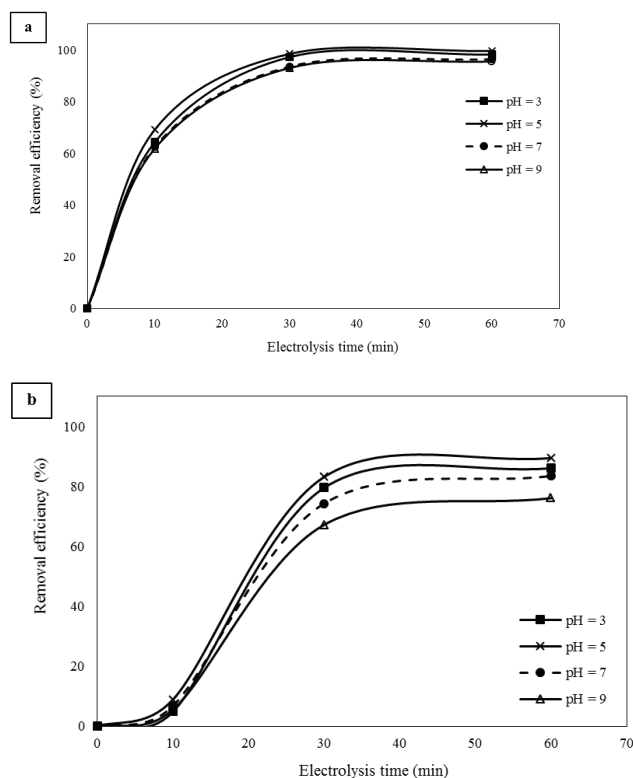 a
Removal efficiency (%)
100
80
60
40
20
0
0 10 20 30 40 50 60 70
Electrolysis time (min)
pH = 3
pH = 5
pH = 7
pH = 9
b
Removal efficiency (%)
100
80
60
40
20
0
0 10 20 30 40 50 60 70
Electrolysis time (min)
pH = 3
pH = 5
pH = 7
pH = 9